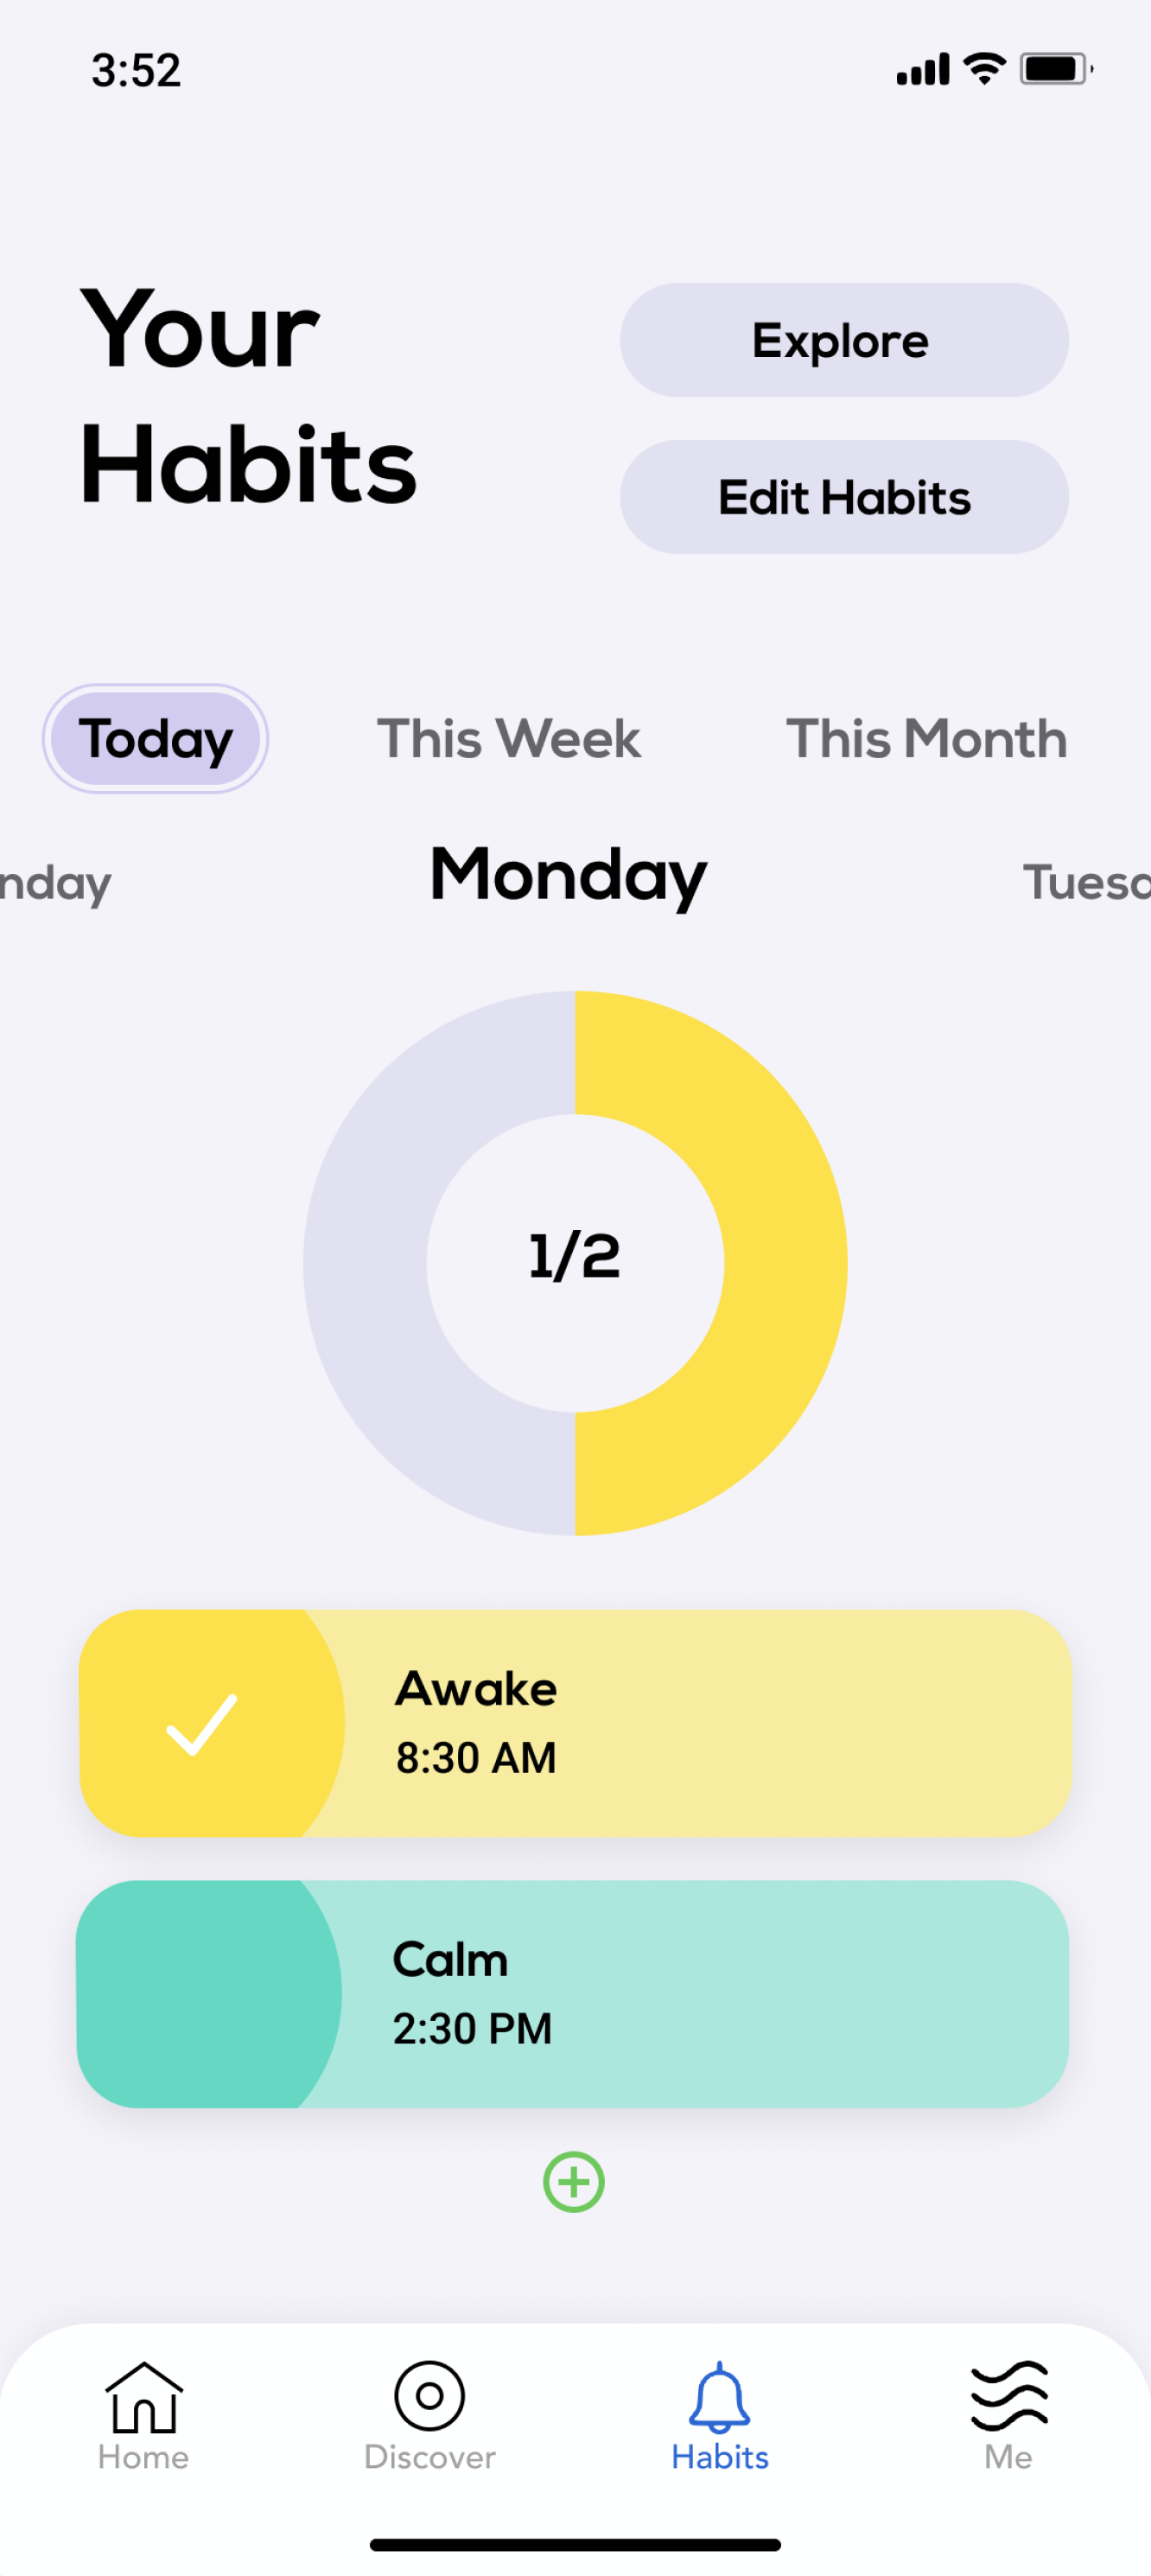 3:52
Your
Habits
Explore
Edit Habits
Today
This Week
This Month
nday
Monday
Tuesd
1/2
Awake
8:30 AM
Calm
2:30 PM
Home
Discover
Habits
Me